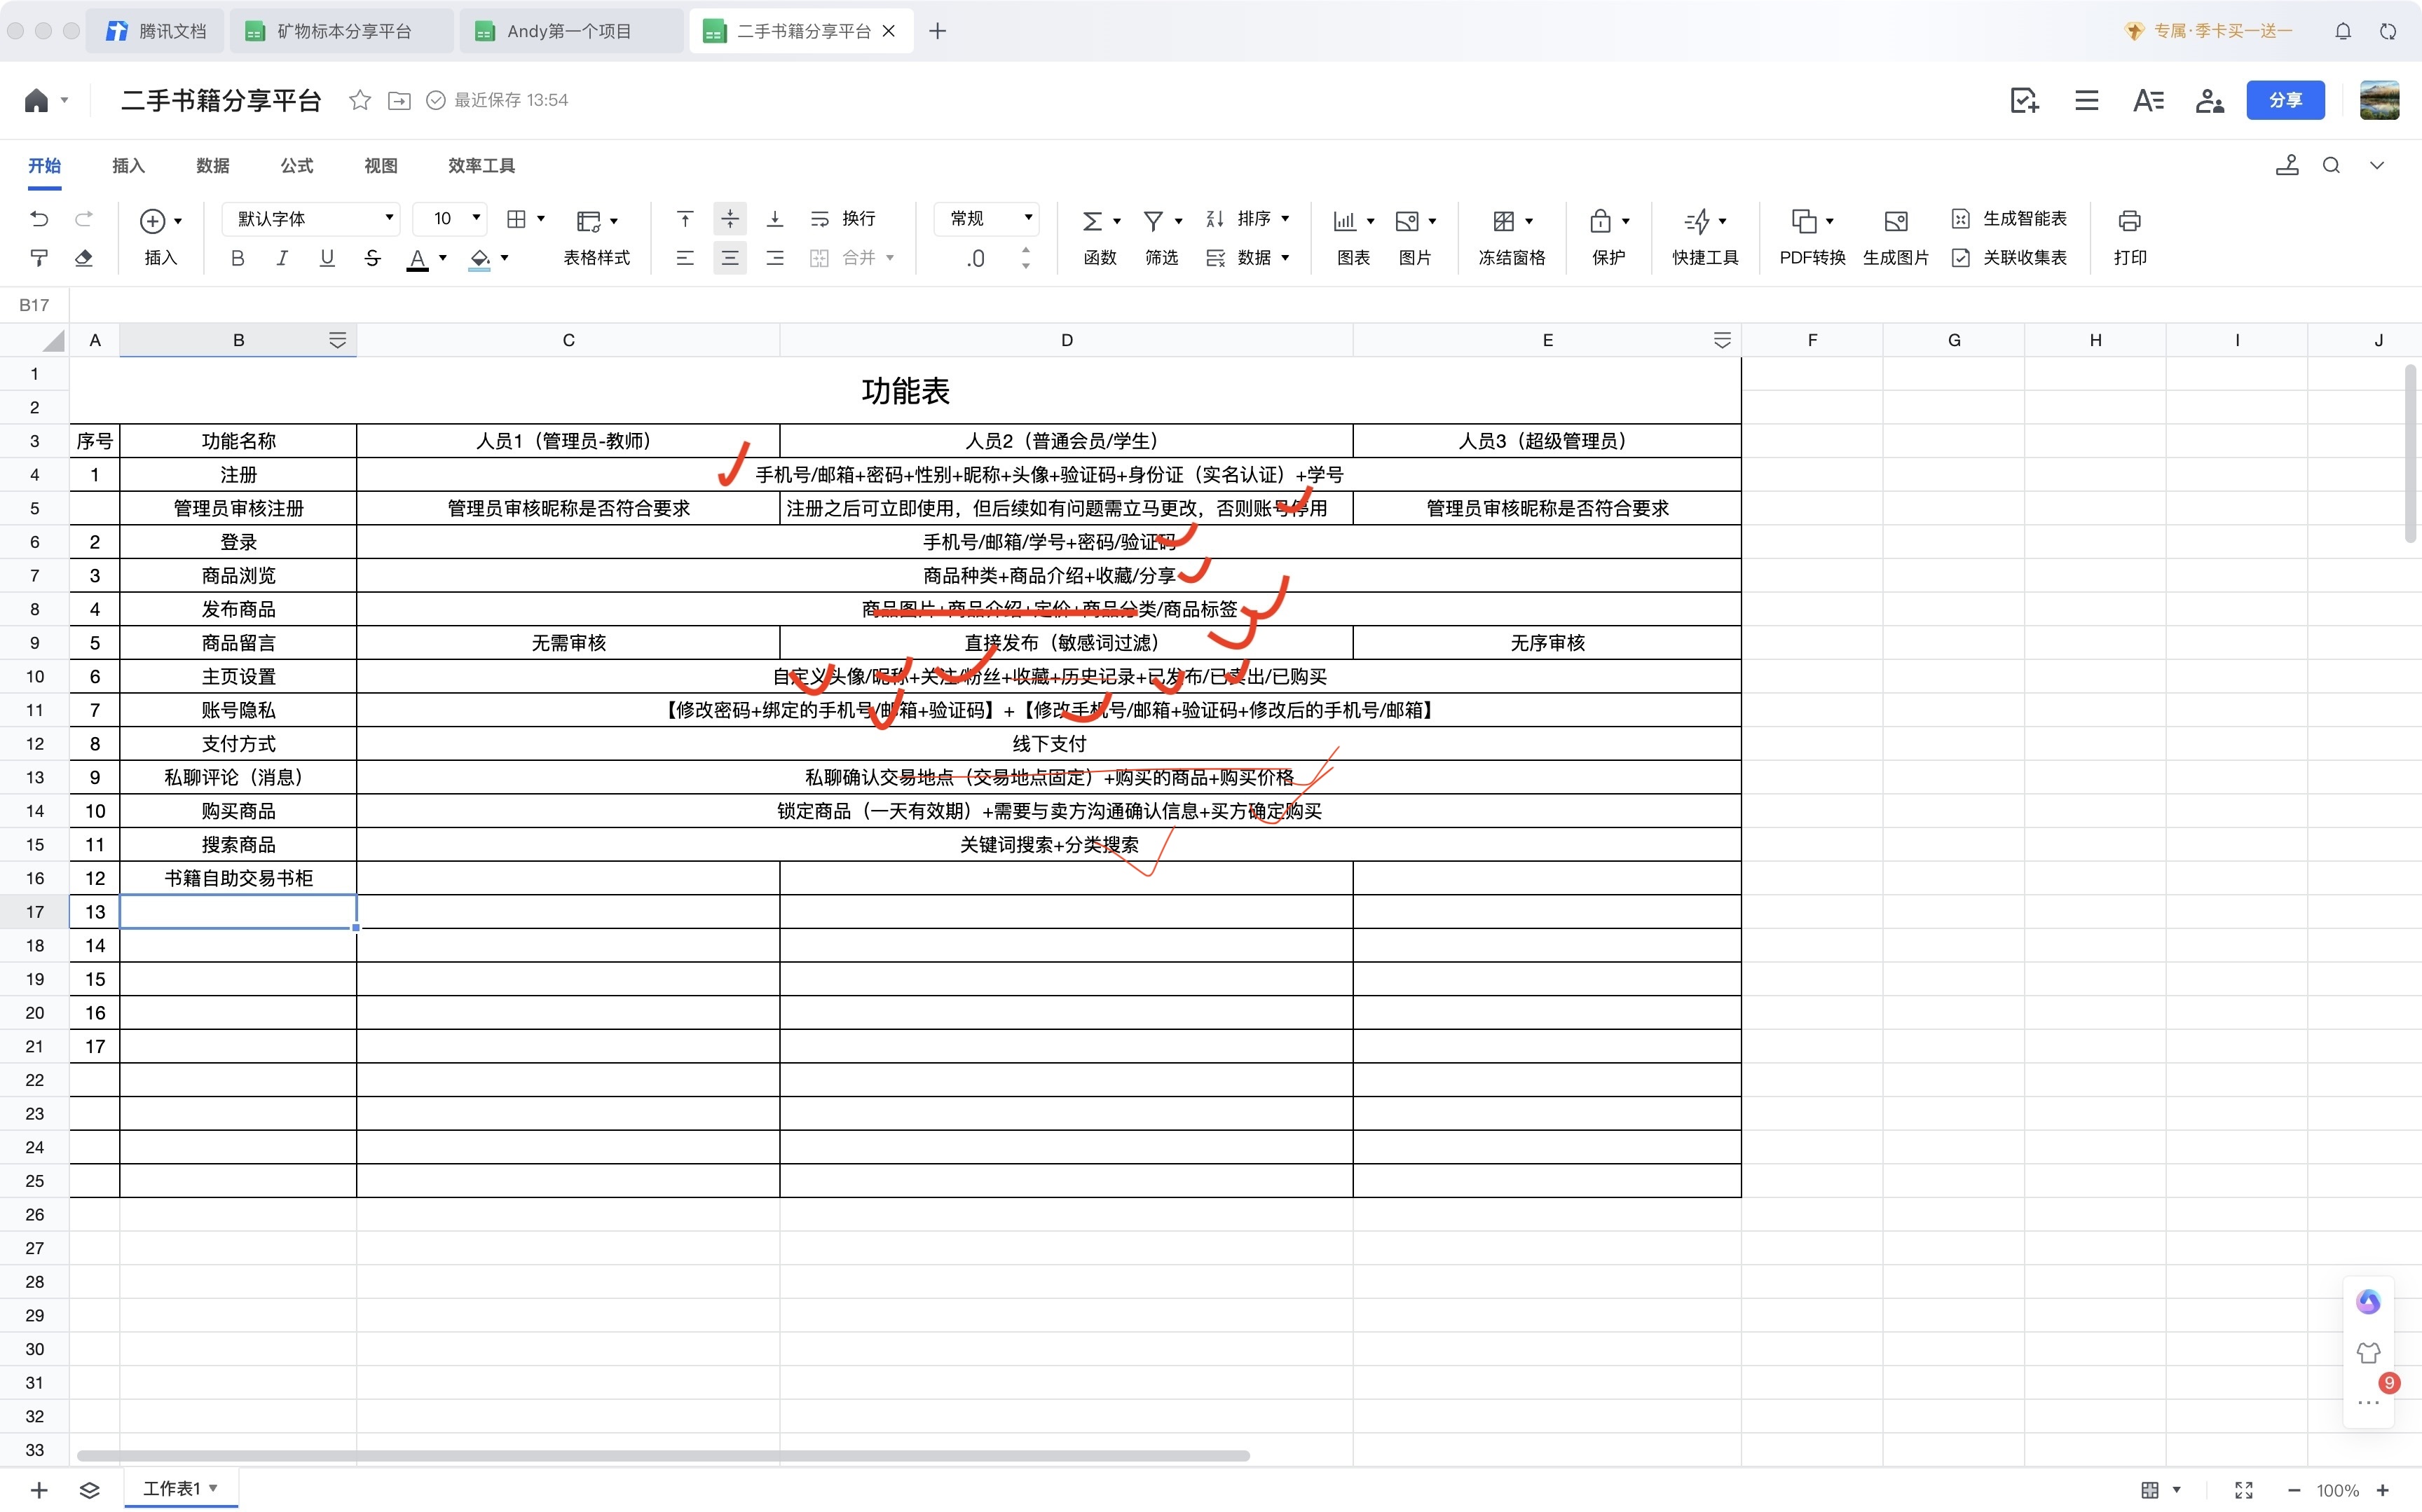 腾讯文档 矿物标本分享平台 Andy第一个项目 二手书籍分享平台 专属·季卡买一送一
二手书籍分享平台 最近保存 13:54 分享
开始 插入 数据 公式 视图 效率工具
默认字体 10 换行 常规 排序 生成智能表
插入 B I U S A 表格样式 合并 .0 函数 筛选 数据 图表 图片 冻结窗格 保护 快捷工具 PDF转换 生成图片 关联收集表 打印
B17
A B C D E F G H I J
1 功能表
2
3 序号 功能名称 人员1（管理员-教师） 人员2（普通会员/学生） 人员3（超级管理员）
4 1 注册 手机号/邮箱+密码+性别+昵称+头像+验证码+身份证（实名认证）+学号
5 管理员审核注册 管理员审核昵称是否符合要求 注册之后可立即使用，但后续如有问题需立马更改，否则账号停用 管理员审核昵称是否符合要求
6 2 登录 手机号/邮箱/学号+密码/验证码
7 3 商品浏览 商品种类+商品介绍+收藏/分享
8 4 发布商品 商品图片+商品介绍+定价+商品分类/商品标签
9 5 商品留言 无需审核 直接发布（敏感词过滤） 无序审核
10 6 主页设置 自定义头像/昵称+关注/粉丝+收藏+历史记录+已发布/已卖出/已购买
11 7 账号隐私 【修改密码+绑定的手机号/邮箱+验证码】+【修改手机号/邮箱+验证码+修改后的手机号/邮箱】
12 8 支付方式 线下支付
13 9 私聊评论（消息） 私聊确认交易地点（交易地点固定）+购买的商品+购买价格
14 10 购买商品 锁定商品（一天有效期）+需要与卖方沟通确认信息+买方确定购买
15 11 搜索商品 关键词搜索+分类搜索
16 12 书籍自助交易书柜
17 13
18 14
19 15
20 16
21 17
22
23
24
25
26
27
28
29
30
31
32
33
9
工作表1 100%